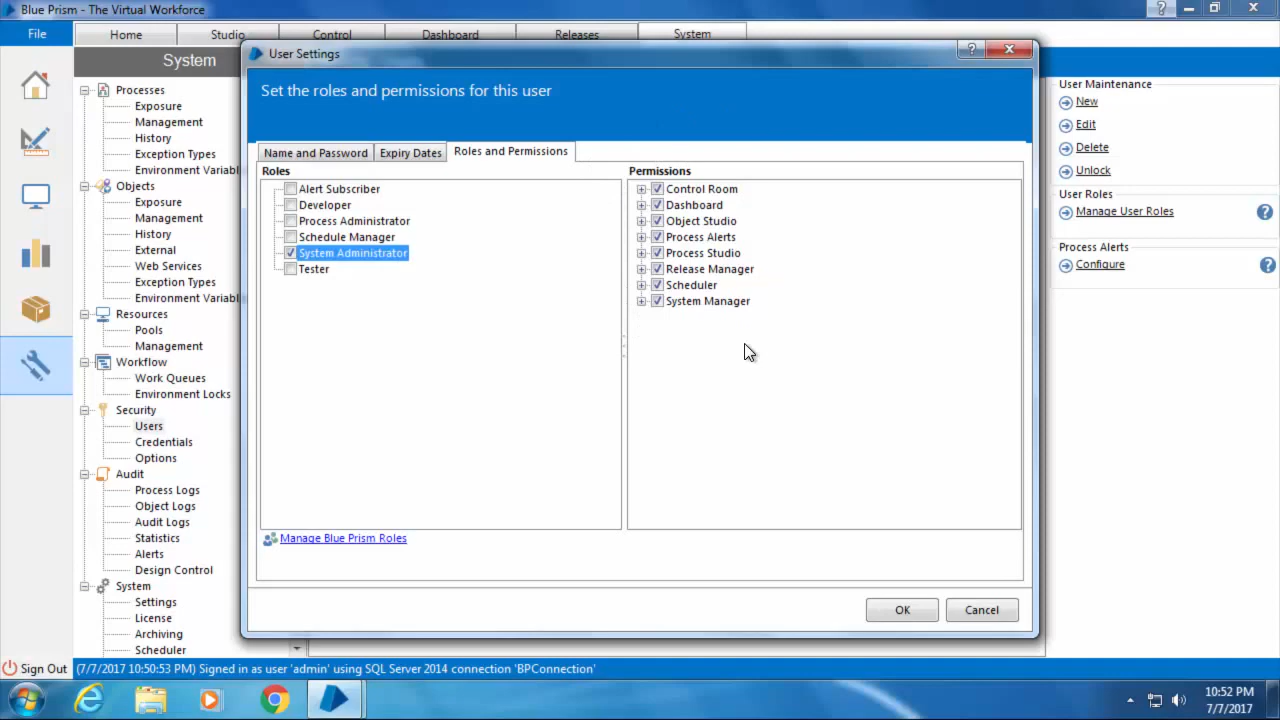 Blue Prism - The Virtual Workforce
?
File
Home
Studio
Control
Dashboard
Releases
System
System
Processes
Exposure
Management
History
Exception Types
Environment Variabl
Objects
Exposure
Management
History
External
Web Services
Exception Types
Environment Variabl
Resources
Pools
Management
Workflow
Work Queues
Environment Locks
Security
Users
Credentials
Options
Audit
Process Logs
Object Logs
Audit Logs
Statistics
Alerts
Design Control
System
Settings
License
Archiving
Scheduler
User Settings
?
Set the roles and permissions for this user
Name and Password
Expiry Dates
Roles and Permissions
Roles
Alert Subscriber
Developer
Process Administrator
Schedule Manager
System Administrator
Tester
Permissions
Control Room
Dashboard
Object Studio
Process Alerts
Process Studio
Release Manager
Scheduler
System Manager
Manage Blue Prism Roles
OK
Cancel
User Maintenance
New
Edit
Delete
Unlock
User Roles
Manage User Roles
?
Process Alerts
Configure
?
Sign Out
(7/7/2017 10:50:53 PM) Signed in as user 'admin' using SQL Server 2014 connection 'BPConnection'
10:52 PM
7/7/2017